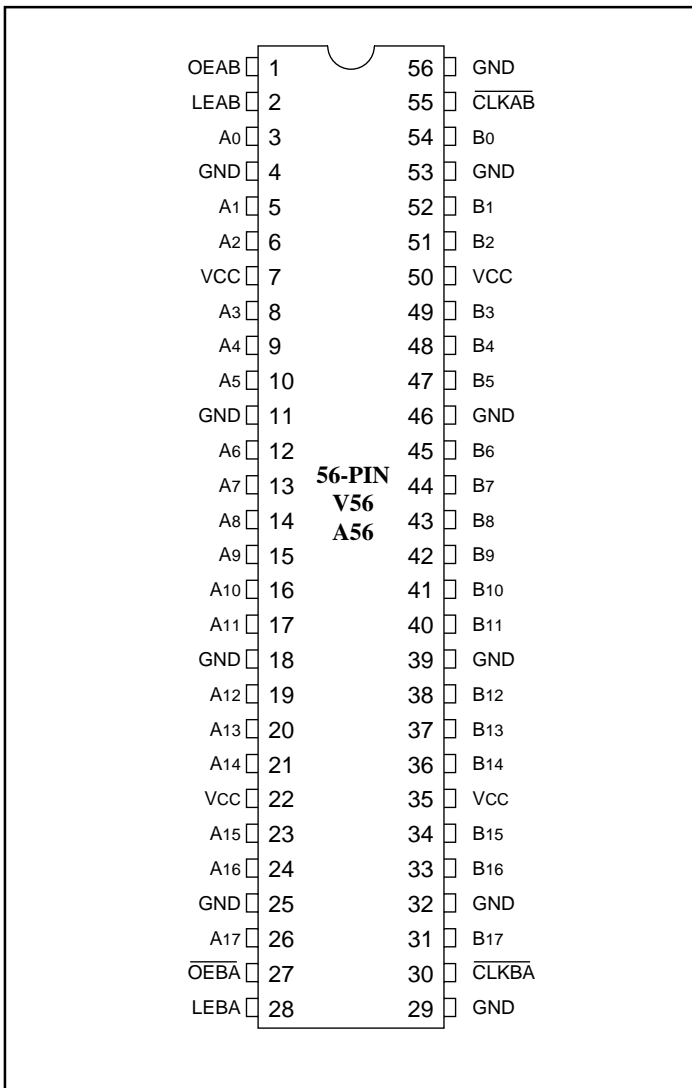 OEAB 1 56 GND
LEAB 2 55 C̅L̅K̅A̅B̅
A0 3 54 B0
GND 4 53 GND
A1 5 52 B1
A2 6 51 B2
VCC 7 50 VCC
A3 8 49 B3
A4 9 48 B4
A5 10 47 B5
GND 11 46 GND
A6 12 45 B6
56-PIN
A7 13 44 B7
V56
A8 14 43 B8
A56
A9 15 42 B9
A10 16 41 B10
A11 17 40 B11
GND 18 39 GND
A12 19 38 B12
A13 20 37 B13
A14 21 36 B14
VCC 22 35 VCC
A15 23 34 B15
A16 24 33 B16
GND 25 32 GND
A17 26 31 B17
O̅E̅B̅A̅ 27 30 C̅L̅K̅B̅A̅
LEBA 28 29 GND